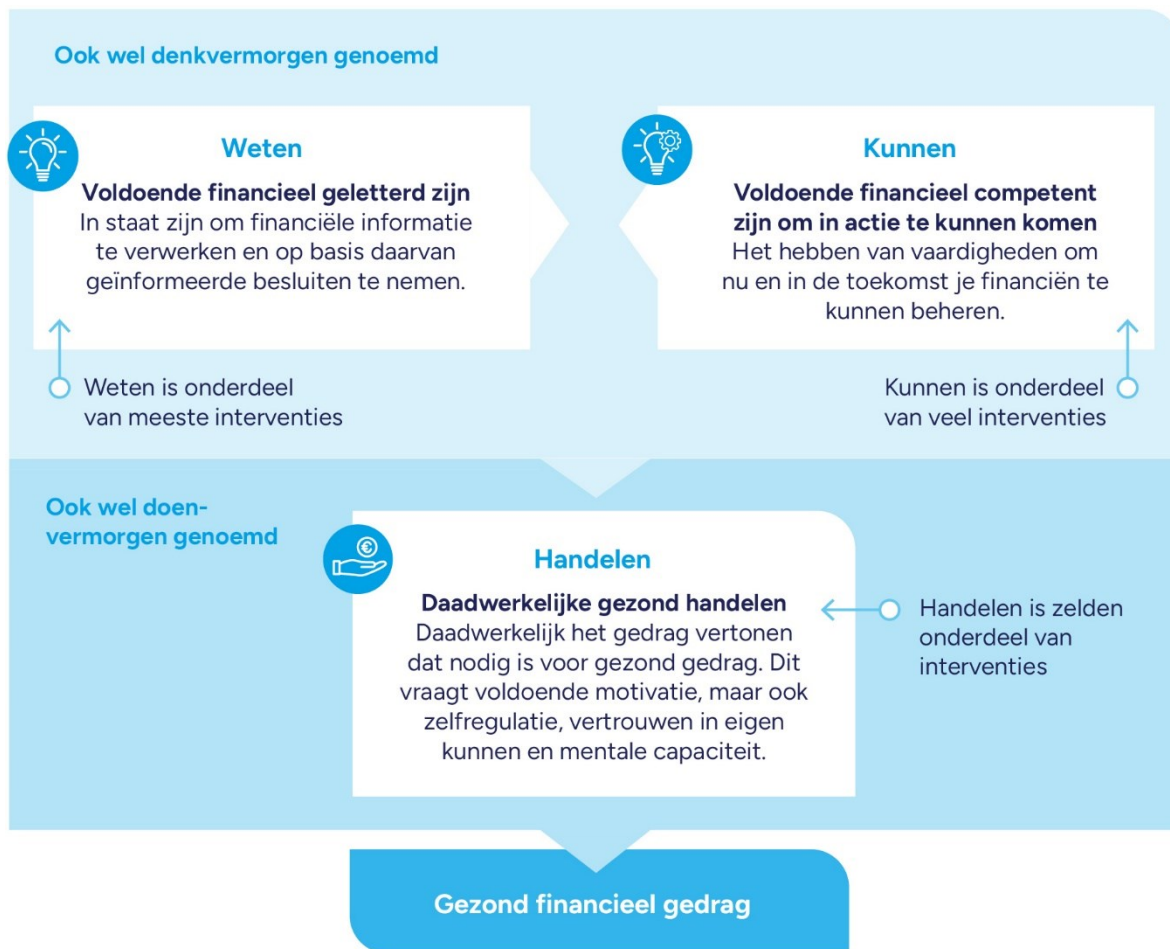 Ook wel denkvermorgen genoemd
Weten
Voldoende financieel geletterd zijn
In staat zijn om financiële informatie
te verwerken en op basis daarvan
geïnformeerde besluiten te nemen.
Weten is onderdeel
van meeste interventies
Kunnen
Voldoende financieel competent
zijn om in actie te kunnen komen
Het hebben van vaardigheden om
nu en in de toekomst je financiën te
kunnen beheren.
Kunnen is onderdeel
van veel interventies
Ook wel doen-
vermorgen genoemd
€
Handelen
Daadwerkelijke gezond handelen
Daadwerkelijk het gedrag vertonen
dat nodig is voor gezond gedrag. Dit
vraagt voldoende motivatie, maar ook
zelfregulatie, vertrouwen in eigen
kunnen en mentale capaciteit.
Handelen is zelden
onderdeel van
interventies
Gezond financieel gedrag